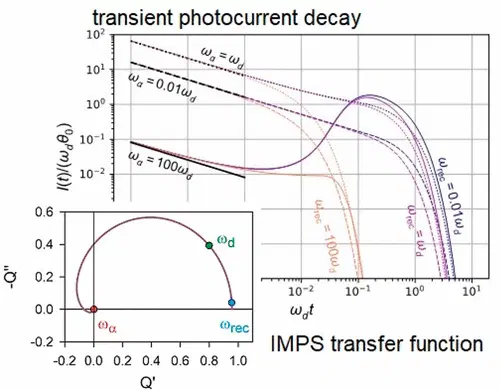 transient photocurrent decay
I(t)/(ω_dθ_0)
10²
10¹
10⁰
10⁻¹
10⁻²
ω_α = ω_d
ω_α = 0.01ω_d
ω_α = 100ω_d
ω_rec = 100ω_d
ω_rec = ω_d
ω_rec = 0.01ω_d
10⁻² 10⁻¹ 10⁰ 10¹
ω_dt
IMPS transfer function
-Q"
0.6
0.4
0.2
0.0
-0.2
ω_d
ω_α
ω_rec
-0.2 0.0 0.2 0.4 0.6 0.8 1.0
Q'